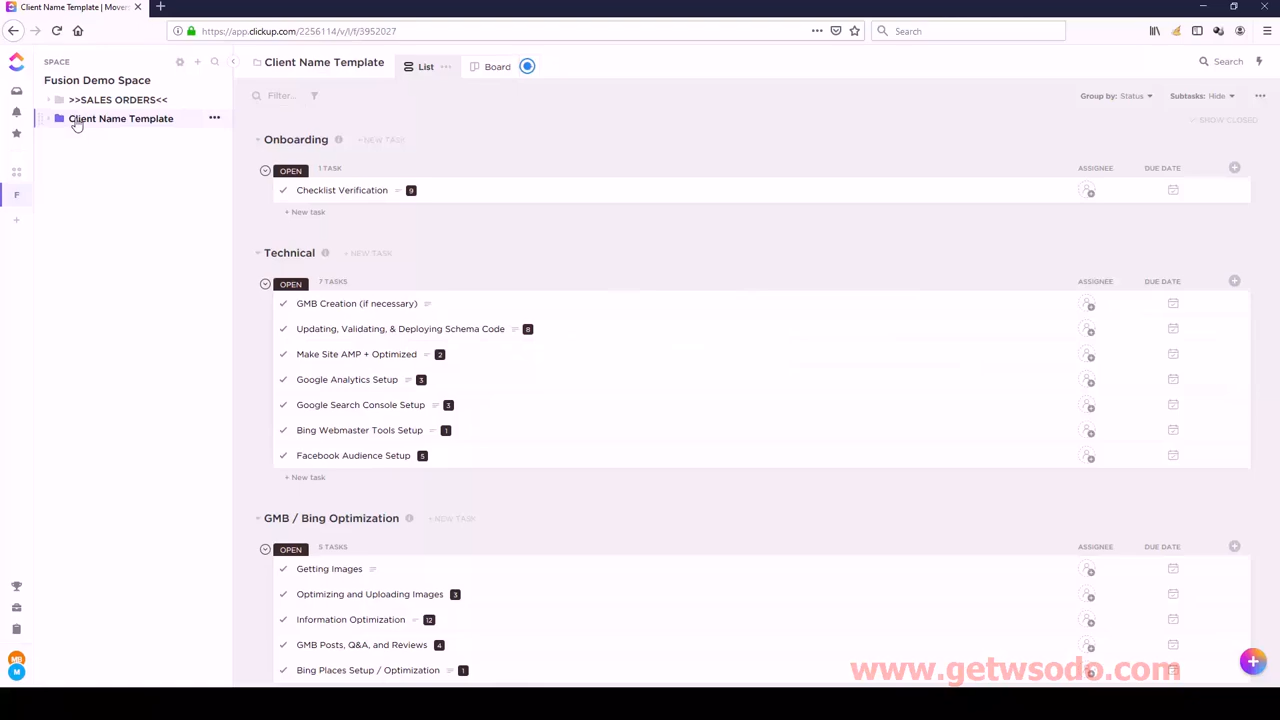 Client Name Template | Mover
https://app.clickup.com/2256114/v/l/f/3952027
Search
SPACE
Fusion Demo Space
>>SALES ORDERS<<
Client Name Template
F
MB
M
Client Name Template
List
Board
Search
Filter...
Group by: Status
Subtasks: Hide
SHOW CLOSED
Onboarding
+ NEW TASK
OPEN
1 TASK
ASSIGNEE
DUE DATE
Checklist Verification
9
+ New task
Technical
+ NEW TASK
OPEN
7 TASKS
ASSIGNEE
DUE DATE
GMB Creation (if necessary)
Updating, Validating, & Deploying Schema Code
8
Make Site AMP + Optimized
2
Google Analytics Setup
3
Google Search Console Setup
3
Bing Webmaster Tools Setup
1
Facebook Audience Setup
5
+ New task
GMB / Bing Optimization
+ NEW TASK
OPEN
5 TASKS
ASSIGNEE
DUE DATE
Getting Images
Optimizing and Uploading Images
3
Information Optimization
12
GMB Posts, Q&A, and Reviews
4
Bing Places Setup / Optimization
1
www.getwsodo.com